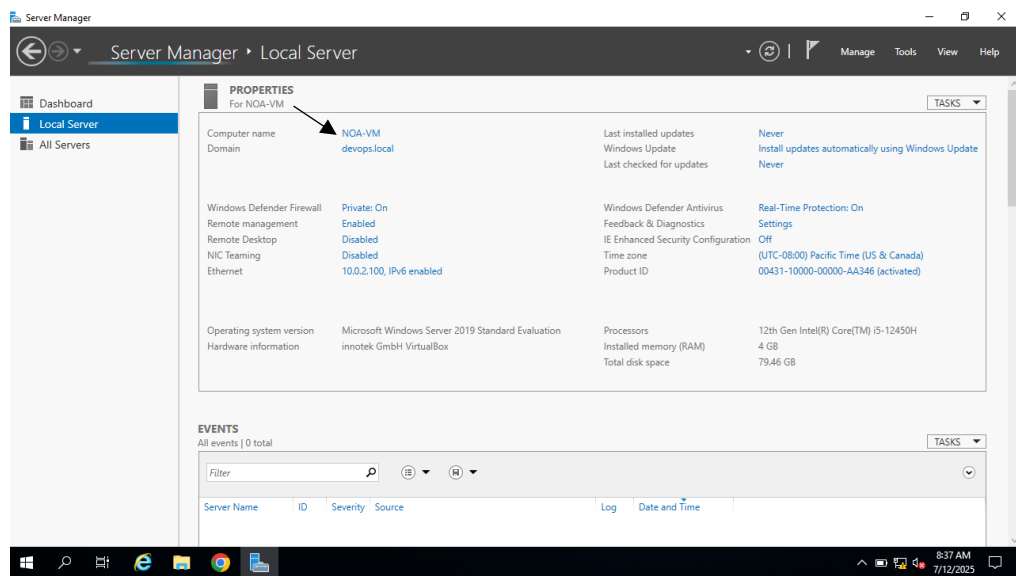 Server Manager
Server Manager • Local Server
Manage Tools View Help
Dashboard
Local Server
All Servers
PROPERTIES
For NOA-VM
TASKS
Computer name NOA-VM Last installed updates Never
Domain devops.local Windows Update Install updates automatically using Windows Update
Last checked for updates Never
Windows Defender Firewall Private: On Windows Defender Antivirus Real-Time Protection: On
Remote management Enabled Feedback & Diagnostics Settings
Remote Desktop Disabled IE Enhanced Security Configuration Off
NIC Teaming Disabled Time zone (UTC-08:00) Pacific Time (US & Canada)
Ethernet 10.0.2.100, IPv6 enabled Product ID 00431-10000-00000-AA346 (activated)
Operating system version Microsoft Windows Server 2019 Standard Evaluation Processors 12th Gen Intel(R) Core(TM) i5-12450H
Hardware information innotek GmbH VirtualBox Installed memory (RAM) 4 GB
Total disk space 79.46 GB
EVENTS
All events | 0 total
TASKS
Filter
Server Name ID Severity Source Log Date and Time
8:37 AM
7/12/2025